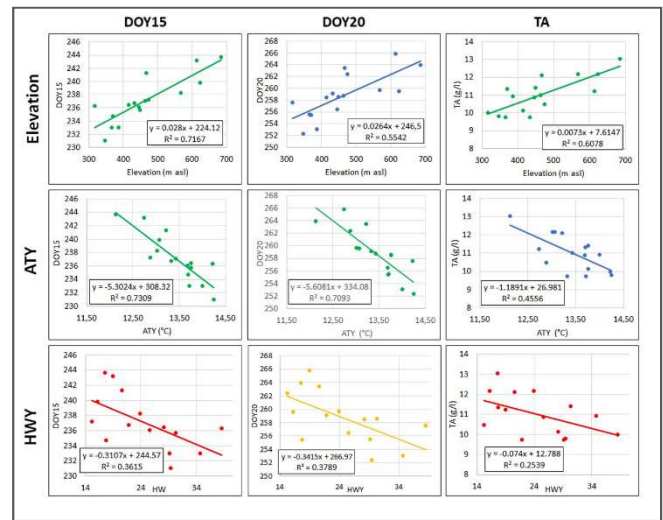 DOY15 DOY20 TA
Elevation
DOY15
246
244
242
240
238
236
234
232
230
y = 0.028x + 224.12
R² = 0.7167
300 400 500 600 700
Elevation (m asl)
DOY20
268
266
264
262
260
258
256
254
252
250
y = 0.0264x + 246,5
R² = 0.5542
300 400 500 600 700
Elevation (m asl)
TA (g/l)
14
13
12
11
10
9
8
y = 0.0073x + 7.6147
R² = 0.6078
300 400 500 600 700
Elevation (m asl)
ATY
DOY15
246
244
242
240
238
236
234
232
230
y = -5.3024x + 308.32
R² = 0.7309
11,50 12,50 13,50 14,50
ATY (°C)
DOY20
268
266
264
262
260
258
256
254
252
250
y = -5.6081x + 334.08
R² = 0.7093
11,50 12,50 13,50 14,50
ATY (°C)
TA (g/l)
14
13
12
11
10
9
8
y = -1.1891x + 26.981
R² = 0.4556
11,50 12,50 13,50 14,50
ATY (°C)
HWY
DOY15
246
244
242
240
238
236
234
232
230
y = -0.3107x + 244.57
R² = 0.3615
14 24 34
HW
DOY20
268
266
264
262
260
258
256
254
252
250
y = -0.3415x + 266.97
R² = 0.3789
14 24 34
HWY
TA (g/l)
14
13
12
11
10
9
8
y = -0.074x + 12.788
R² = 0.2539
14 24 34
HWY